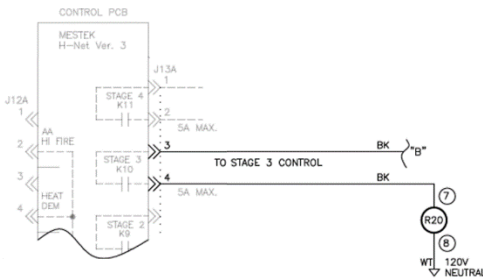 CONTROL PCB
MESTEK
H-Net Ver. 3
J13A
1
STAGE 4
K11
2
5A MAX.
J12A
1
AA
HI FIRE
2
3
HEAT
DEM
4
3
BK
"B"
STAGE 3
K10
TO STAGE 3 CONTROL
4
BK
5A MAX.
7
R20
STAGE 2
K9
8
WT
120V
NEUTRAL